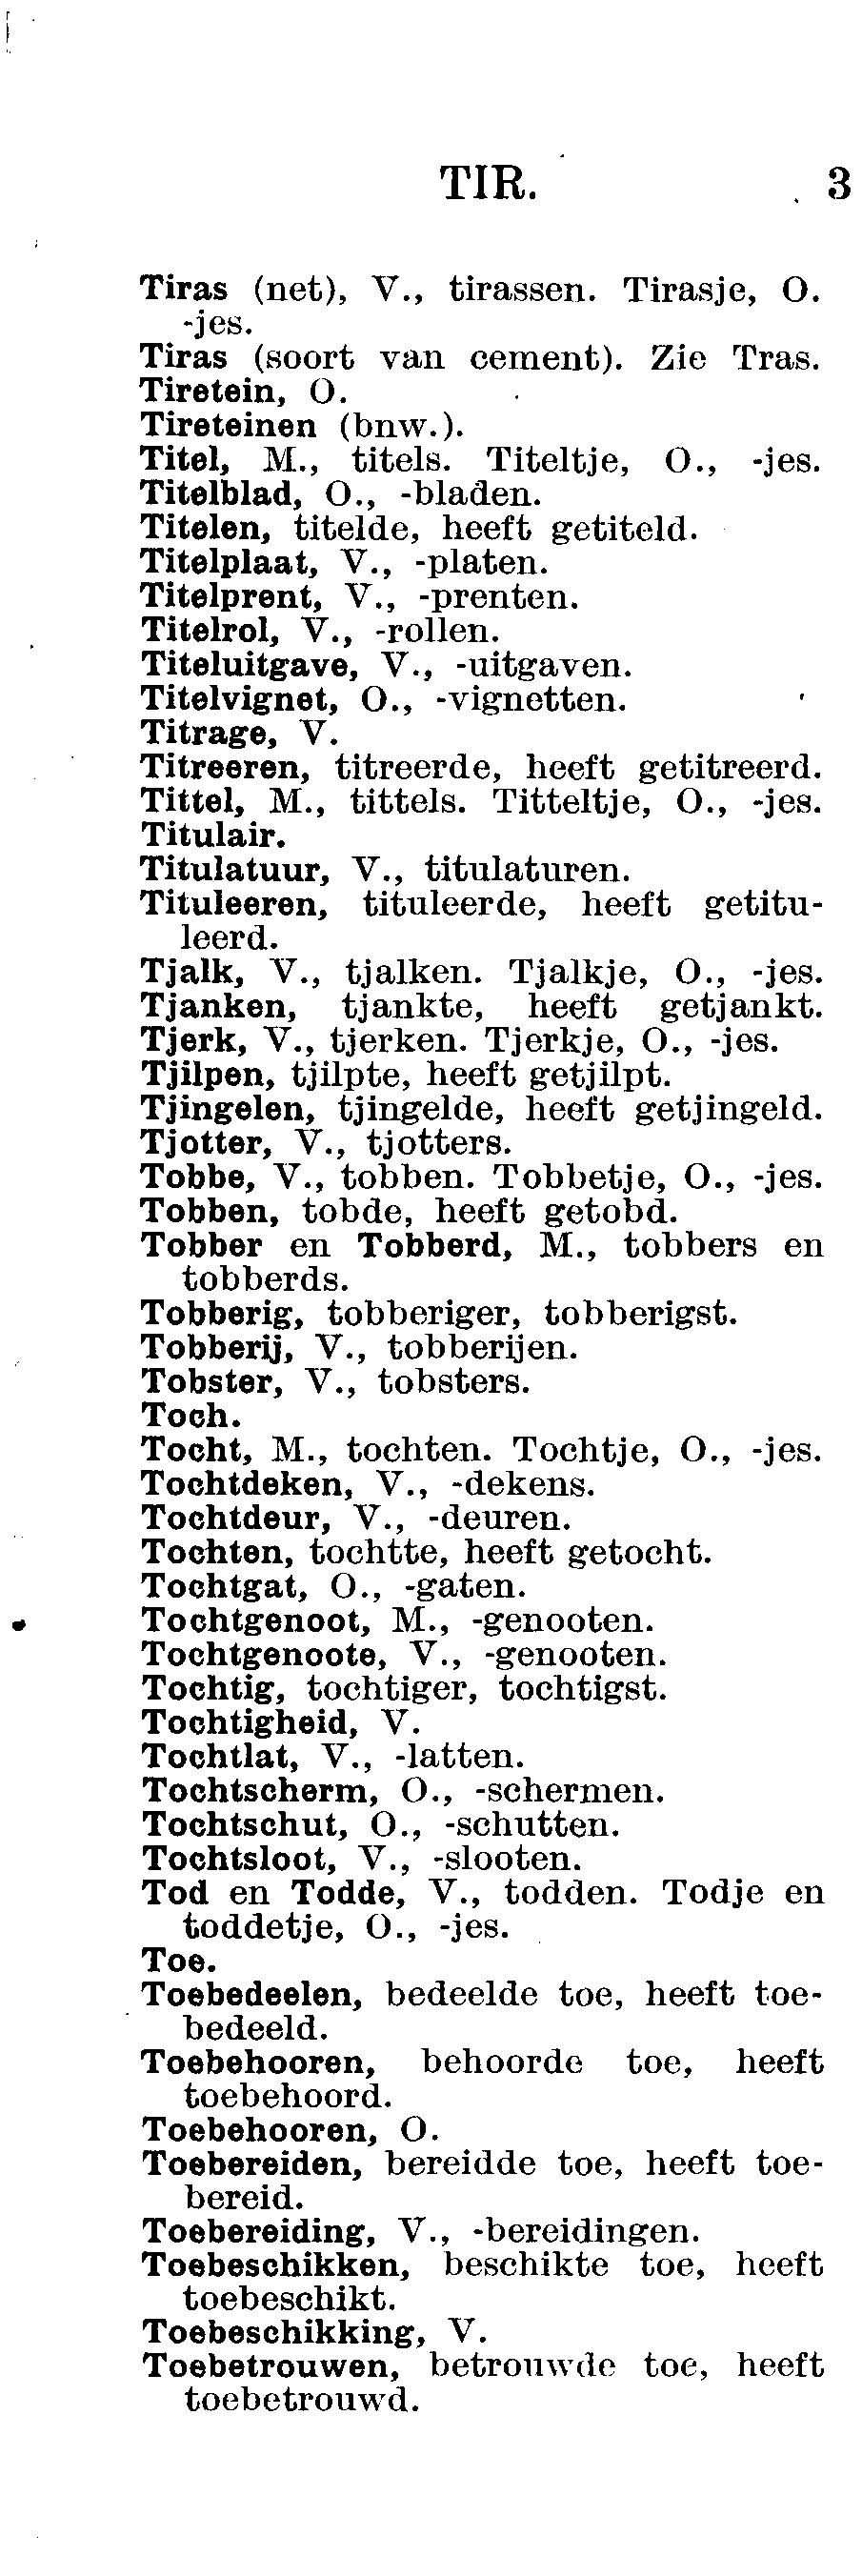 TIR. 3
Tiras (net), V., tirassen. Tirasje, O.
-jes.
Tiras (soort van cement). Zie Tras.
Tiretein, O.
Tireteinen (bnw.).
Titel, M., titels. Titeltje, O., -jes.
Titelblad, O., -bladen.
Titelen, titelde, heeft getiteld.
Titelplaat, V., -platen.
Titelprent, V., -prenten.
Titelrol, V., -rollen.
Titeluitgave, V., -uitgaven.
Titelvignet, O., -vignetten.
Titrage, V.
Titreeren, titreerde, heeft getitreerd.
Tittel, M., tittels. Titteltje, O., -jes.
Titulair.
Titulatuur, V., titulaturen.
Tituleeren, tituleerde, heeft getitu-
leerd.
Tjalk, V., tjalken. Tjalkje, O., -jes.
Tjanken, tjankte, heeft getjankt.
Tjerk, V., tjerken. Tjerkje, O., -jes.
Tjilpen, tjilpte, heeft getjilpt.
Tjingelen, tjingelde, heeft getjingeld.
Tjotter, V., tjotters.
Tobbe, V., tobben. Tobbetje, O., -jes.
Tobben, tobde, heeft getobd.
Tobber en Tobberd, M., tobbers en
tobberds.
Tobberig, tobberiger, tobberigst.
Tobberij, V., tobberijen.
Tobster, V., tobsters.
Toch.
Tocht, M., tochten. Tochtje, O., -jes.
Tochtdeken, V., -dekens.
Tochtdeur, V., -deuren.
Tochten, tochtte, heeft getocht.
Tochtgat, O., -gaten.
Tochtgenoot, M., -genooten.
Tochtgenoote, V., -genooten.
Tochtig, tochtiger, tochtigst.
Tochtigheid, V.
Tochtlat, V., -latten.
Tochtscherm, O., -schermen.
Tochtschut, O., -schutten.
Tochtsloot, V., -slooten.
Tod en Todde, V., todden. Todje en
toddetje, O., -jes.
Toe.
Toebedeelen, bedeelde toe, heeft toe-
bedeeld.
Toebehooren, behoorde toe, heeft
toebehoord.
Toebehooren, O.
Toebereiden, bereidde toe, heeft toe-
bereid.
Toebereiding, V., -bereidingen.
Toebeschikken, beschikte toe, heeft
toebeschikt.
Toebeschikking, V.
Toebetrouwen, betrouwde toe, heeft
toebetrouwd.